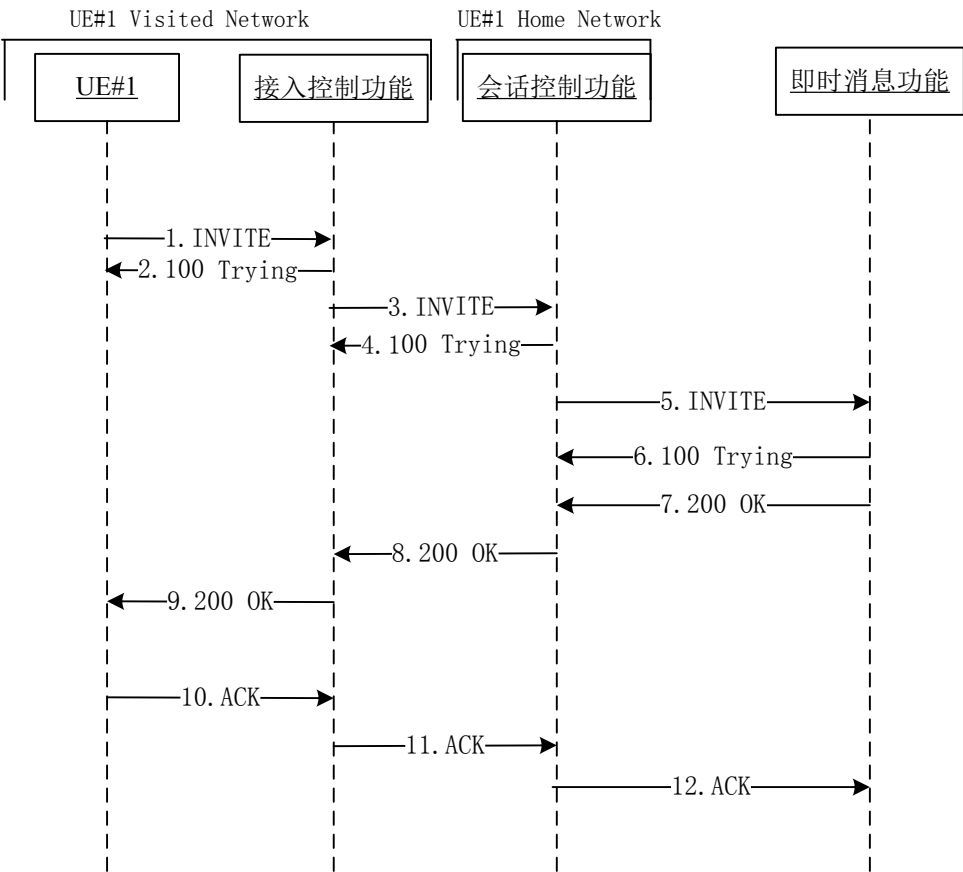 UE#1 Visited Network
UE#1 Home Network
UE#1
接入控制功能
会话控制功能
即时消息功能
1.INVITE
2.100 Trying
3.INVITE
4.100 Trying
5.INVITE
6.100 Trying
7.200 OK
8.200 OK
9.200 OK
10.ACK
11.ACK
12.ACK